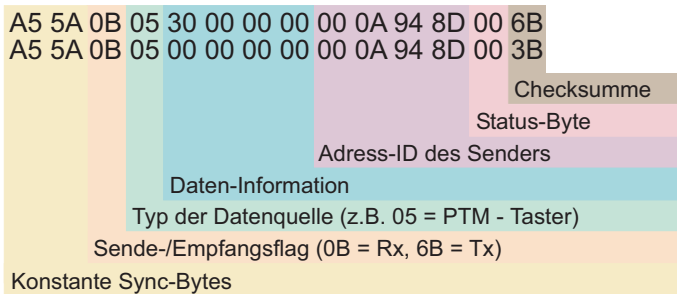 A5 5A 0B 05 30 00 00 00 00 0A 94 8D 00 6B
A5 5A 0B 05 00 00 00 00 00 0A 94 8D 00 3B
Checksumme
Status-Byte
Adress-ID des Senders
Daten-Information
Typ der Datenquelle (z.B. 05 = PTM - Taster)
Sende-/Empfangsflag (0B = Rx, 6B = Tx)
Konstante Sync-Bytes